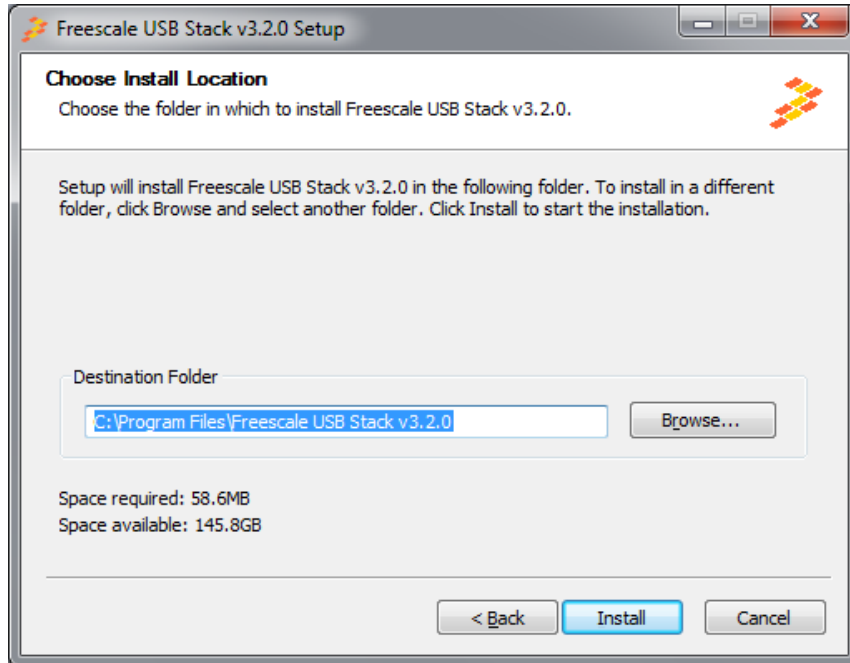 Freescale USB Stack v3.2.0 Setup
Choose Install Location
Choose the folder in which to install Freescale USB Stack v3.2.0.
Setup will install Freescale USB Stack v3.2.0 in the following folder. To install in a different
folder, click Browse and select another folder. Click Install to start the installation.
Destination Folder
C:\Program Files\Freescale USB Stack v3.2.0
Browse...
Space required: 58.6MB
Space available: 145.8GB
< Back
Install
Cancel